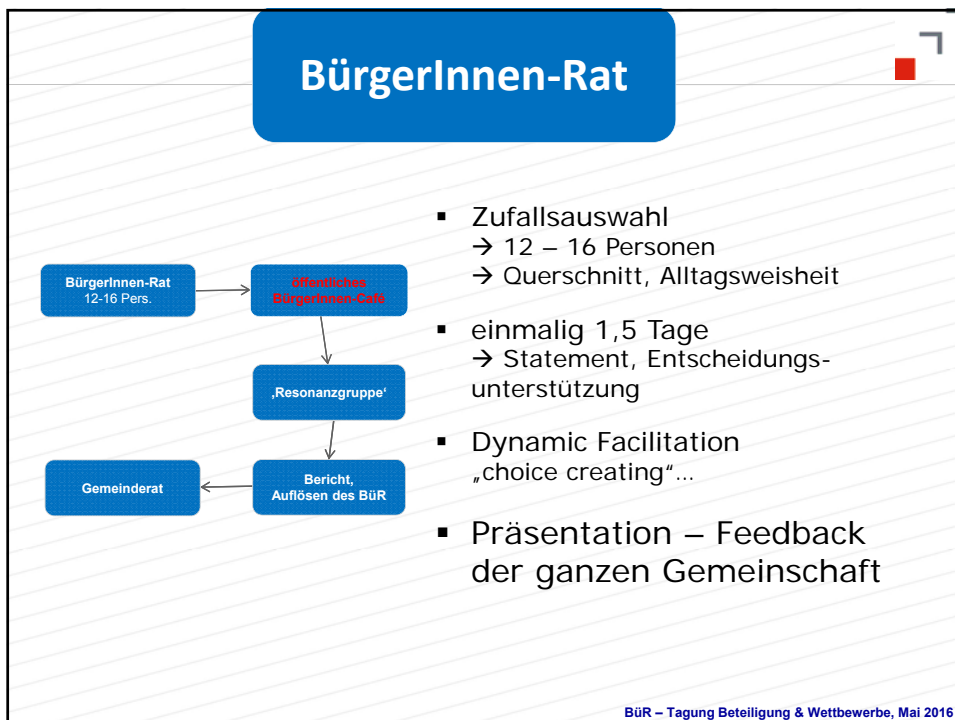 BürgerInnen-Rat
BürgerInnen-Rat
12-16 Pers.
öffentliches
BürgerInnen-Café
‚Resonanzgruppe‘
Bericht,
Auflösen des BüR
Gemeinderat
▪ Zufallsauswahl
→ 12 – 16 Personen
→ Querschnitt, Alltagsweisheit
▪ einmalig 1,5 Tage
→ Statement, Entscheidungs-
unterstützung
▪ Dynamic Facilitation
„choice creating“...
▪ Präsentation – Feedback
der ganzen Gemeinschaft
BüR – Tagung Beteiligung & Wettbewerbe, Mai 2016